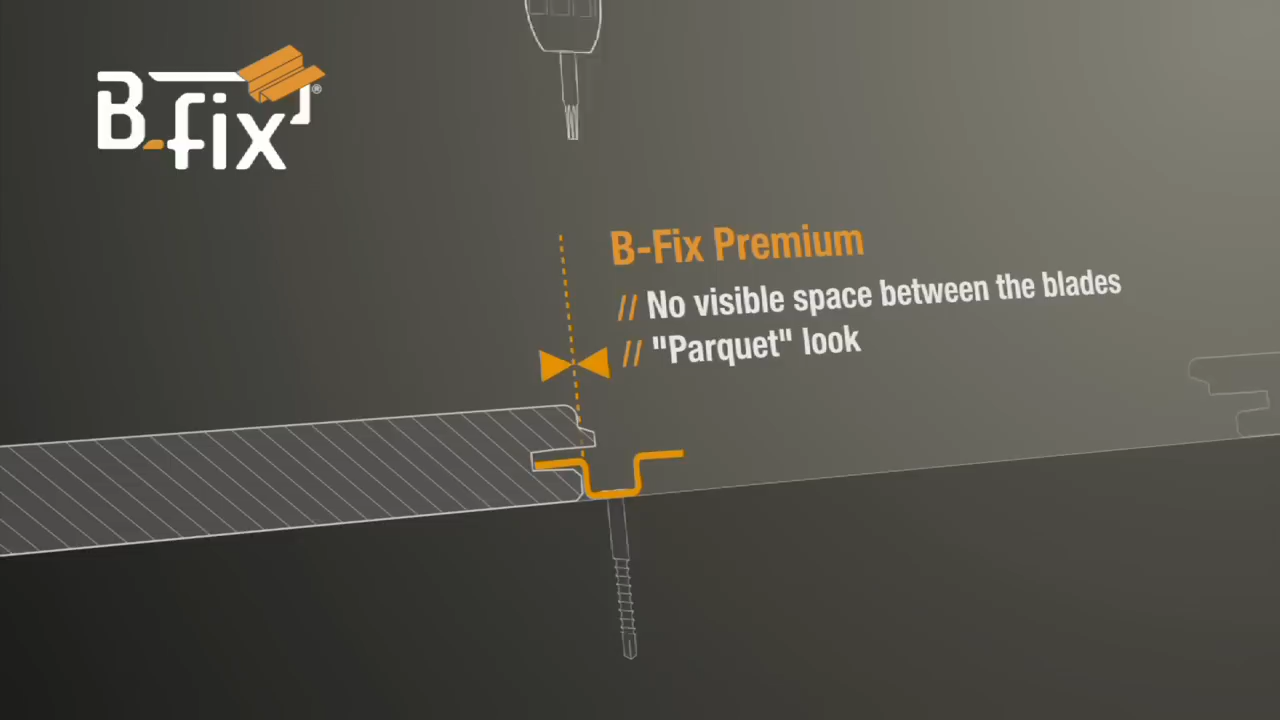 B-fix®
B-Fix Premium
// No visible space between the blades
// "Parquet" look